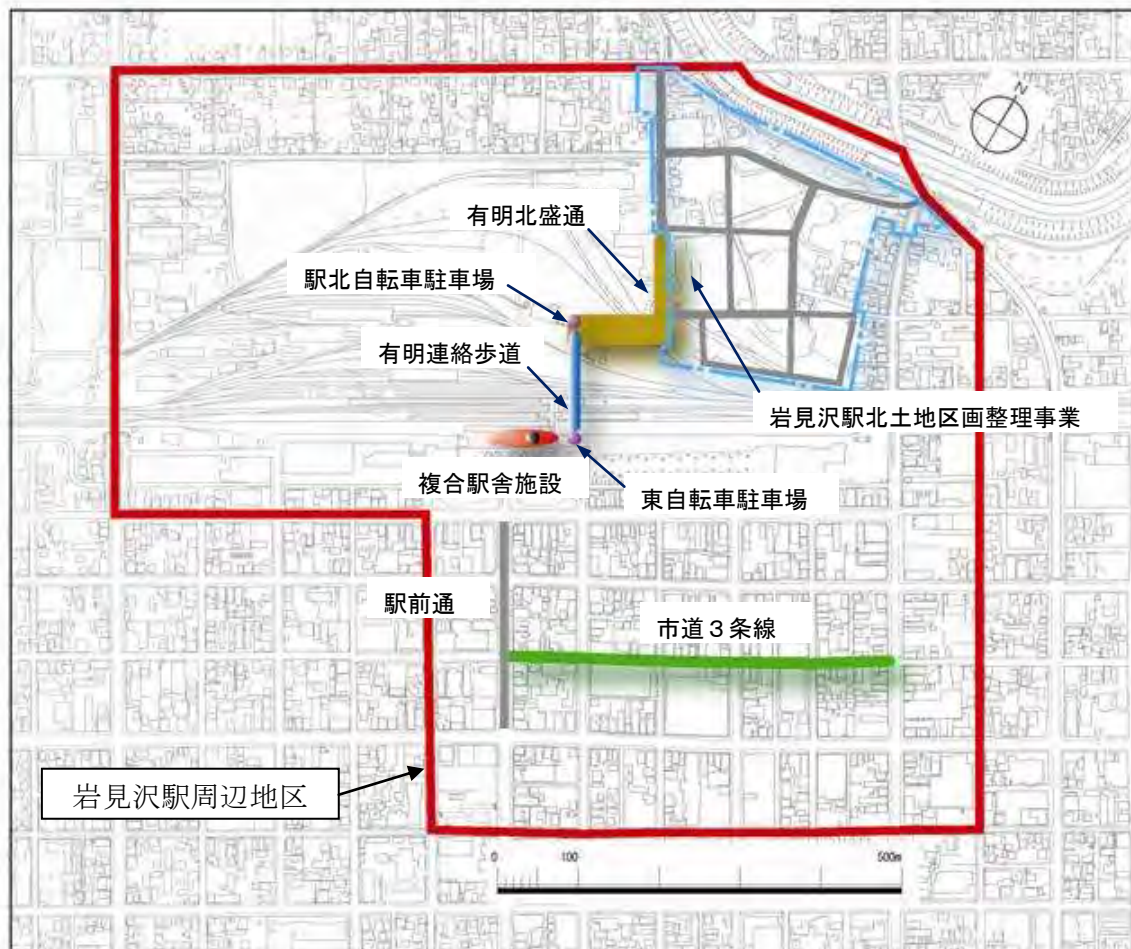 N
有明北盛通
駅北自転車駐車場
有明連絡歩道
岩見沢駅北土地区画整理事業
複合駅舎施設
東自転車駐車場
駅前通
市道３条線
岩見沢駅周辺地区
0 100 500m